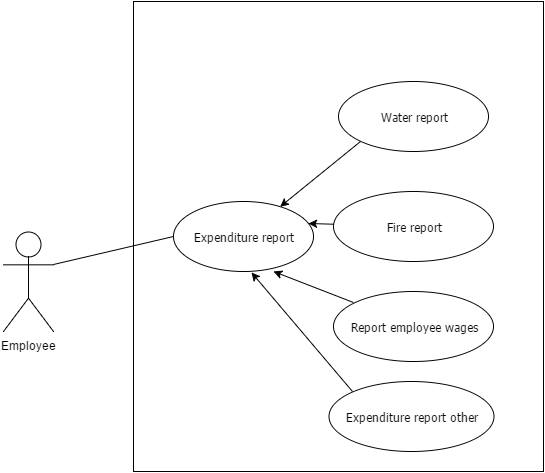 Water report
Fire report
Expenditure report
Report employee wages
Employee
Expenditure report other